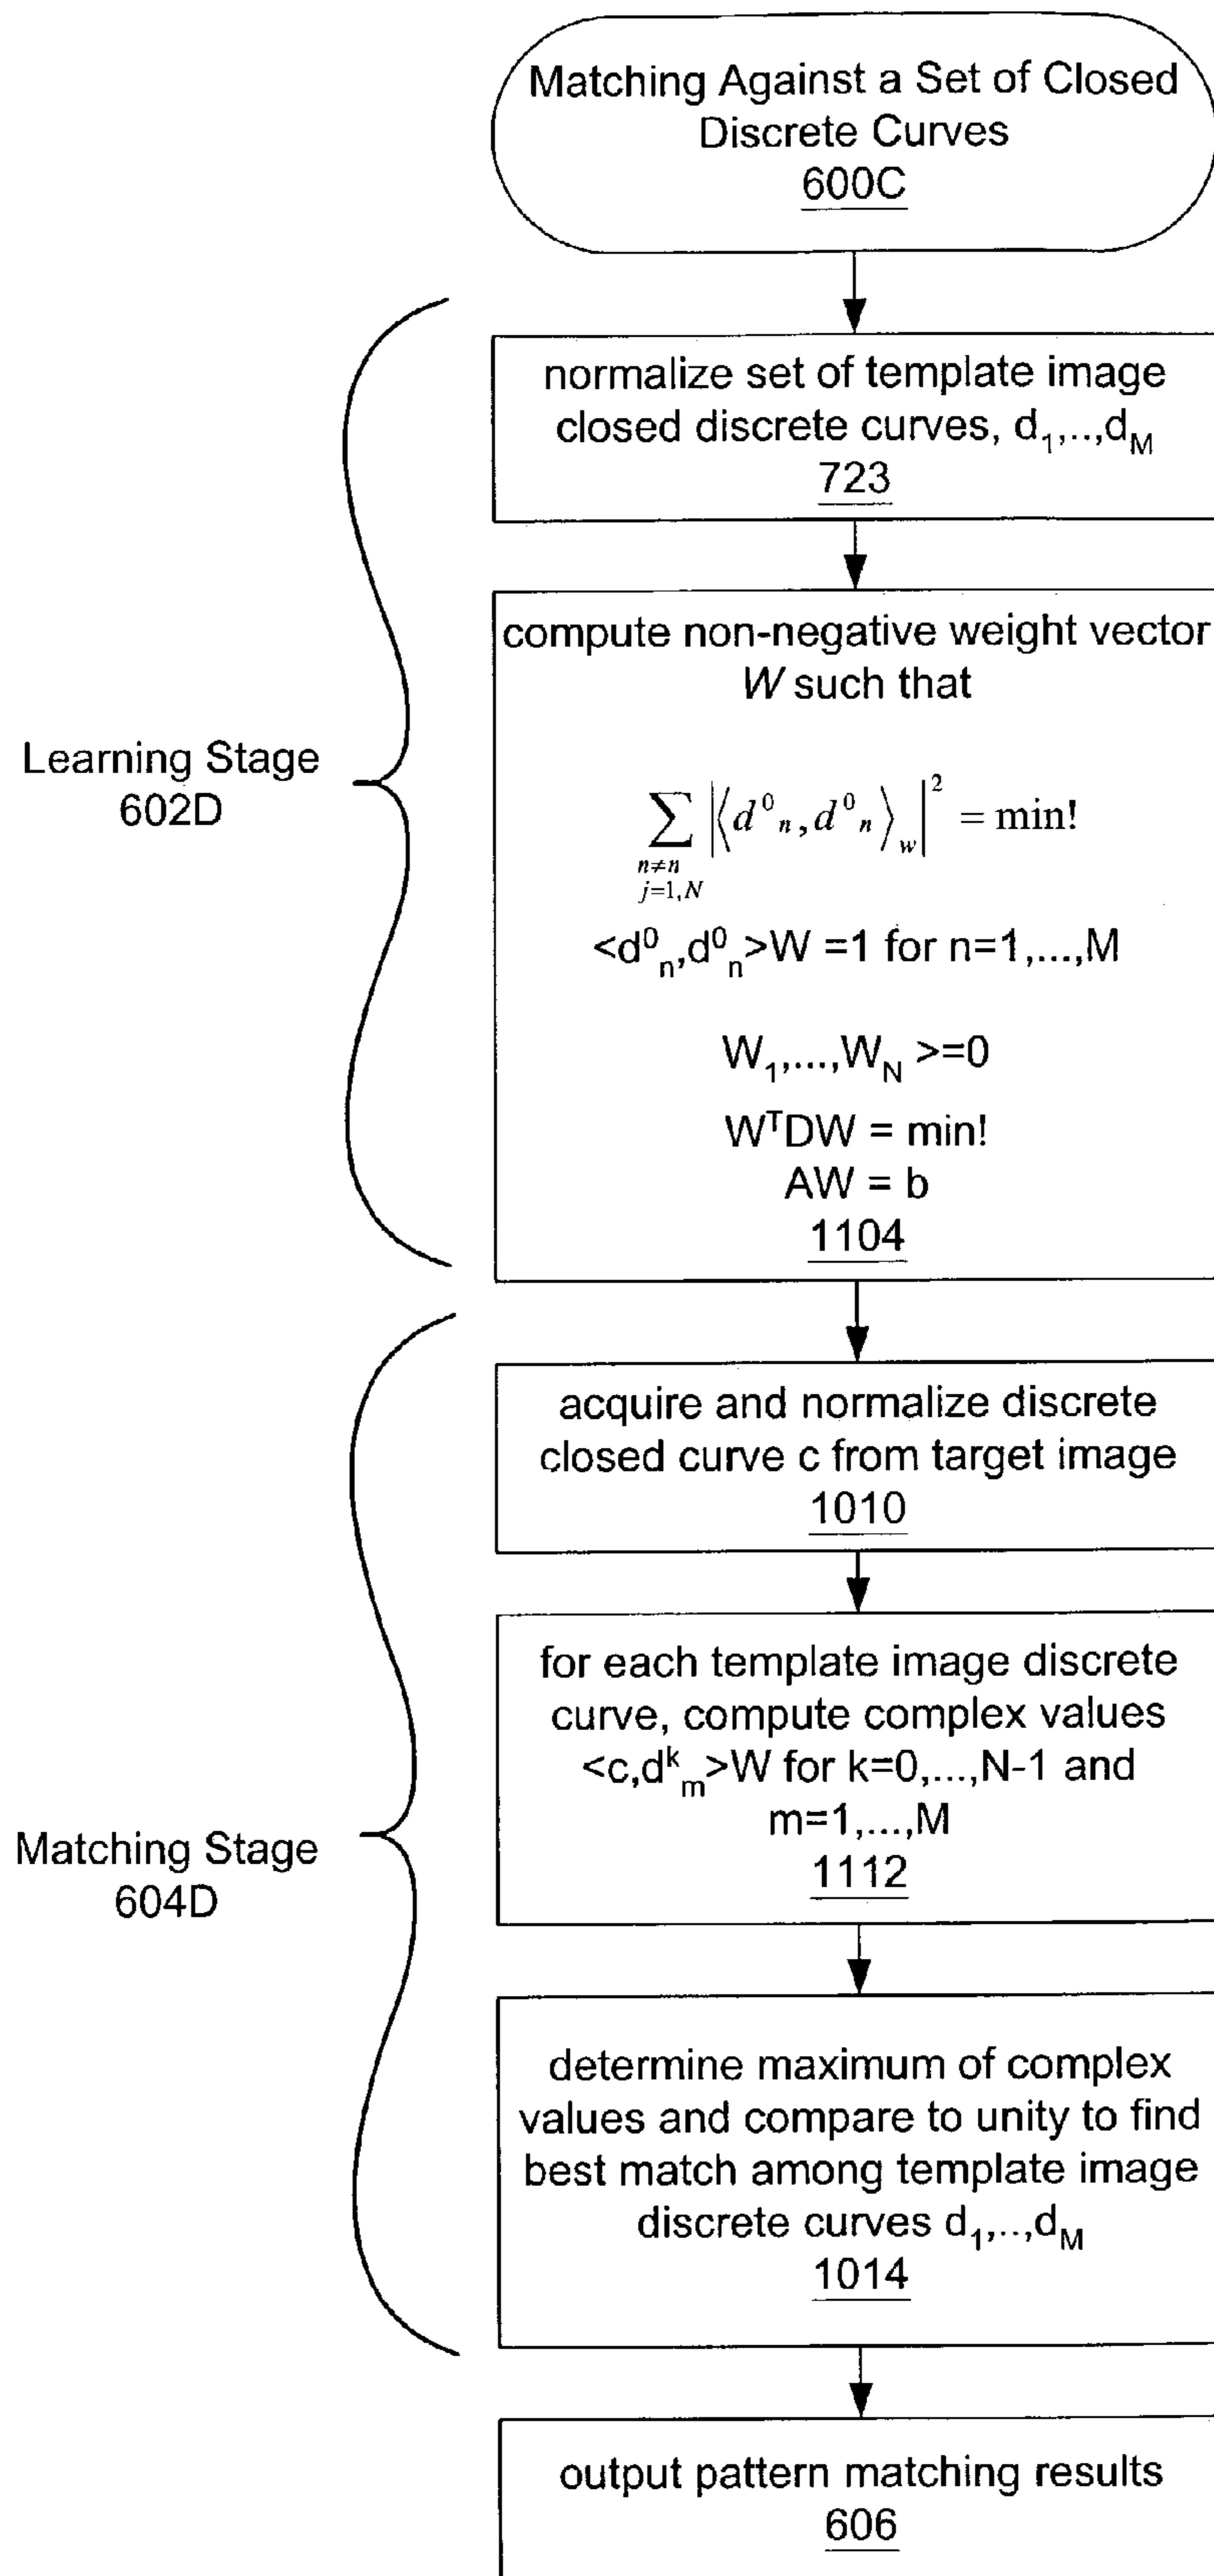 Matching Against a Set of Closed
Discrete Curves
600C
normalize set of template image
closed discrete curves, d₁,..,d_M
723
compute non-negative weight vector
W such that
∑ |⟨d⁰ₙ, d⁰ₙ⟩_w|² = min!
n≠n
j=1,N
<d⁰ₙ,d⁰ₙ>W =1 for n=1,...,M
W₁,...,W_N >=0
WᵀDW = min!
AW = b
1104
Learning Stage
602D
acquire and normalize discrete
closed curve c from target image
1010
for each template image discrete
curve, compute complex values
<c,dᵏₘ>W for k=0,...,N-1 and
m=1,...,M
1112
Matching Stage
604D
determine maximum of complex
values and compare to unity to find
best match among template image
discrete curves d₁,..,d_M
1014
output pattern matching results
606